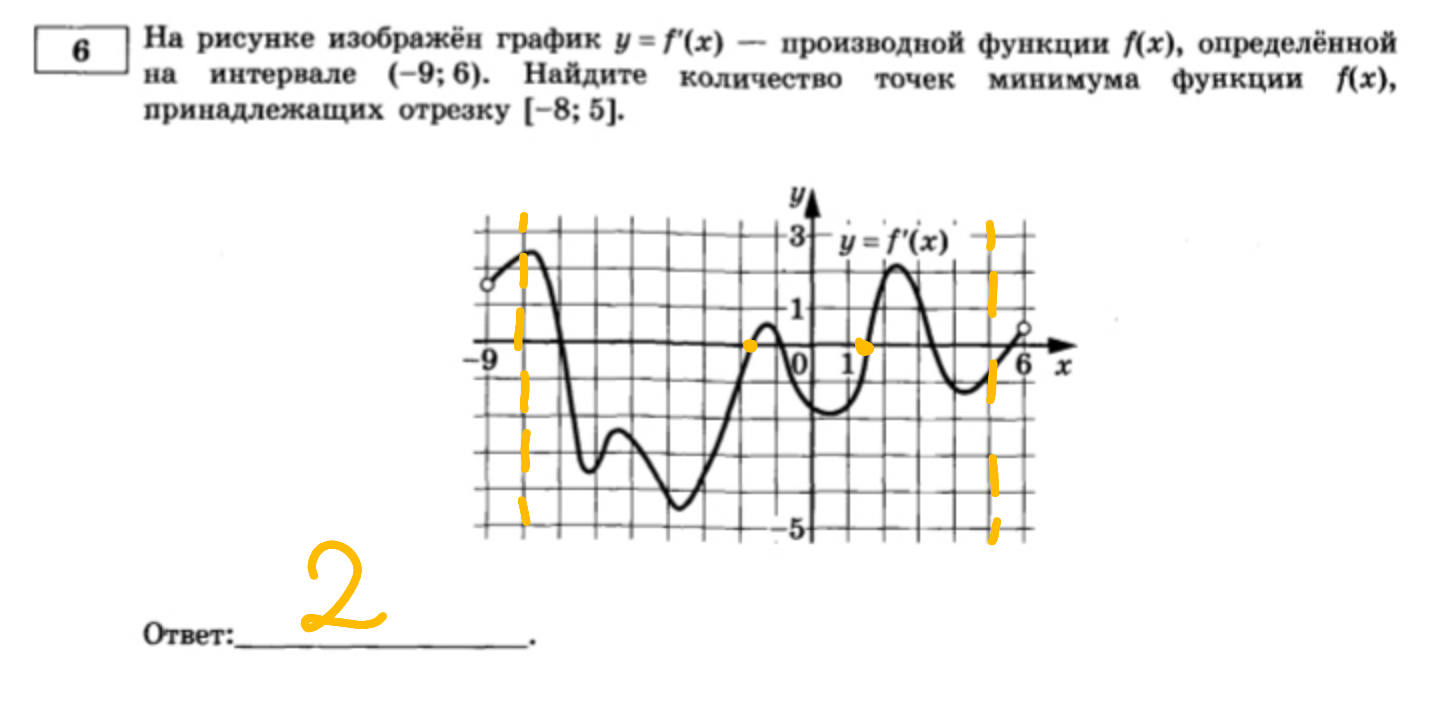 6
На рисунке изображён график y = f'(x) — производной функции f(x), определённой
на интервале (−9; 6). Найдите количество точек минимума функции f(x),
принадлежащих отрезку [−8; 5].
y
3
y = f'(x)
1
−9 0 1 6 x
−5
2
Ответ:_______________.